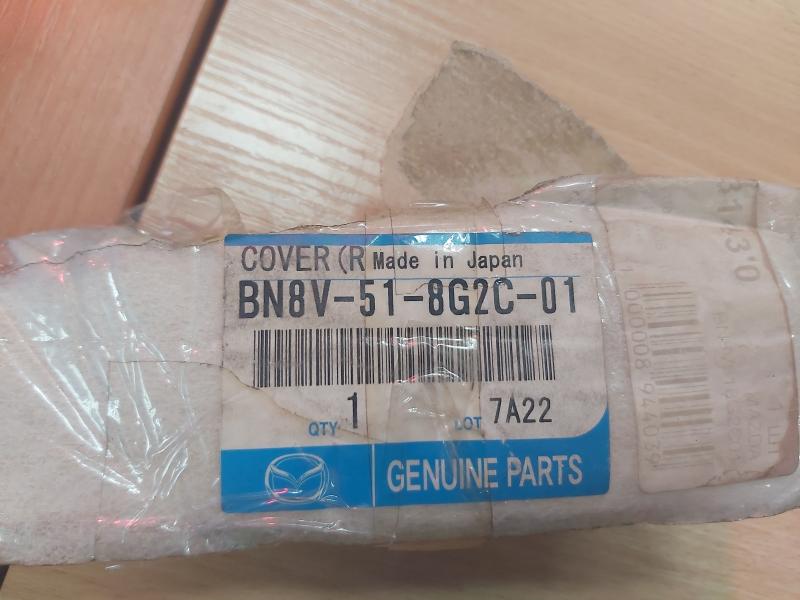 COVER (R Made in Japan
BN8V-51-8G2C-01
QTY 1 LOT 7A22
GENUINE PARTS